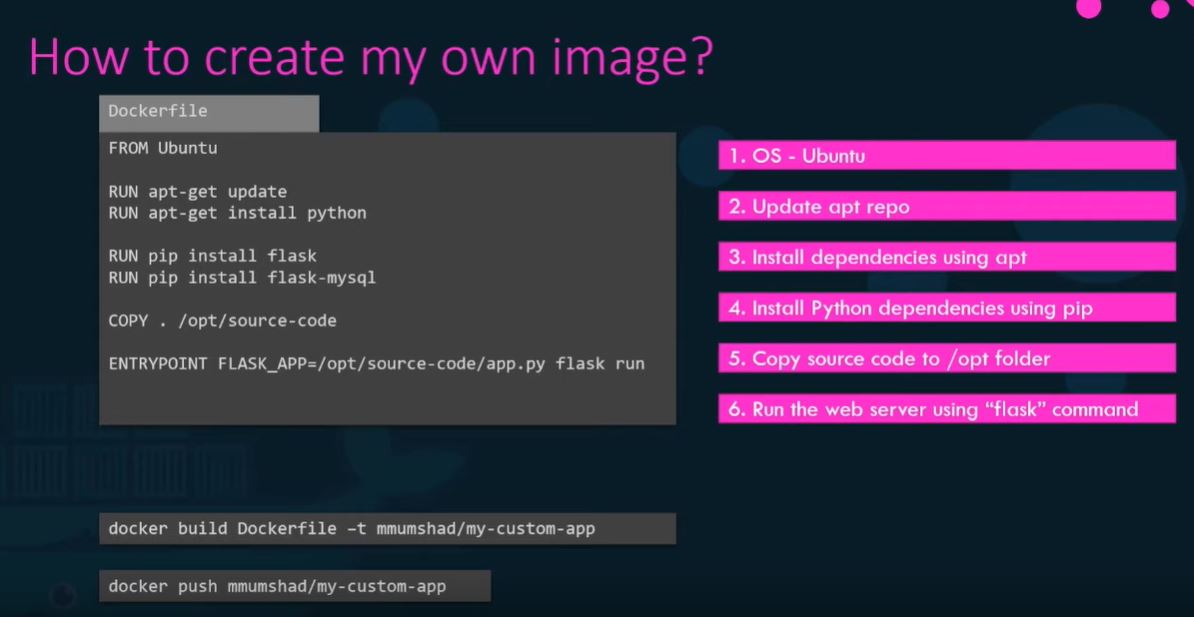 How to create my own image?
Dockerfile
FROM Ubuntu
RUN apt-get update
RUN apt-get install python
RUN pip install flask
RUN pip install flask-mysql
COPY . /opt/source-code
ENTRYPOINT FLASK_APP=/opt/source-code/app.py flask run
1. OS - Ubuntu
2. Update apt repo
3. Install dependencies using apt
4. Install Python dependencies using pip
5. Copy source code to /opt folder
6. Run the web server using “flask” command
docker build Dockerfile –t mmumshad/my-custom-app
docker push mmumshad/my-custom-app